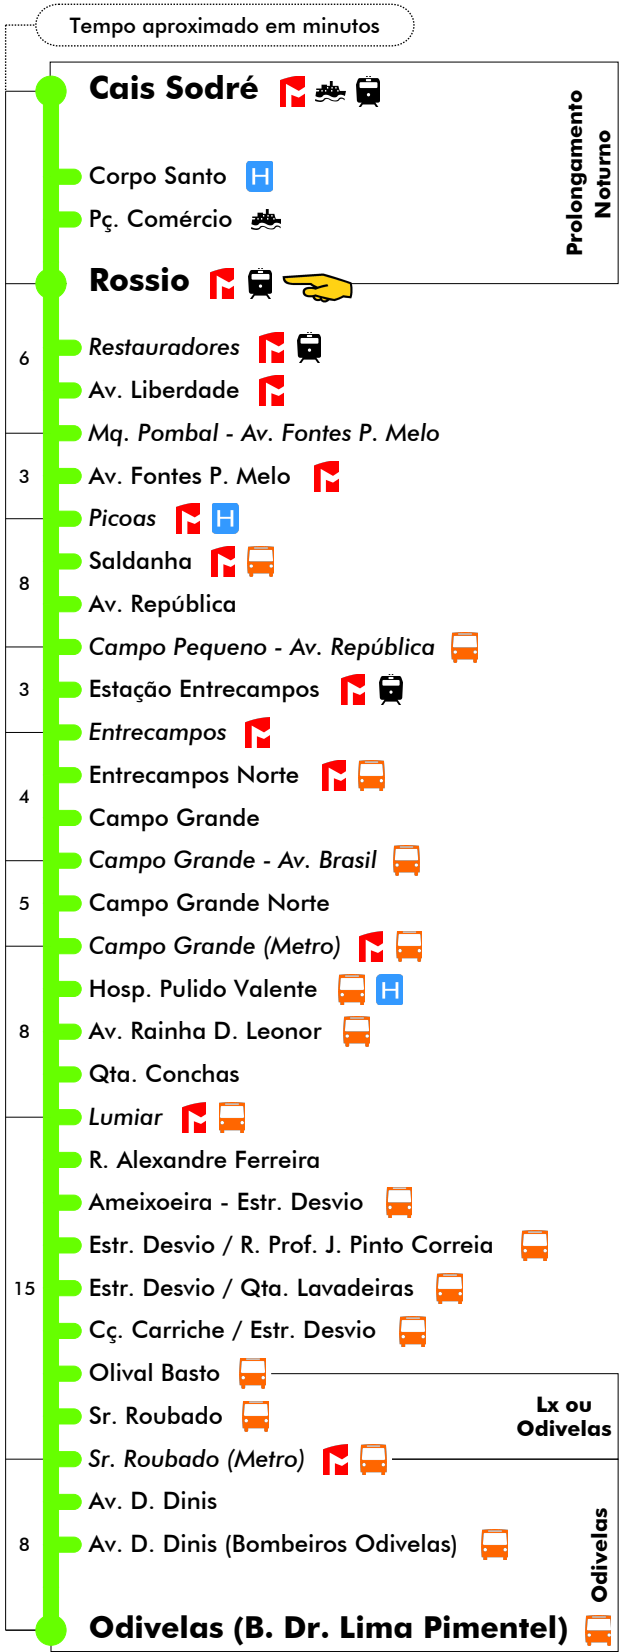 Tempo aproximado em minutos
Cais Sodré
Prolongamento
Noturno
Corpo Santo H
Pç. Comércio
Rossio
Restauradores
6
Av. Liberdade
Mq. Pombal - Av. Fontes P. Melo
3
Av. Fontes P. Melo
Picoas H
Saldanha
8
Av. República
Campo Pequeno - Av. República
3
Estação Entrecampos
Entrecampos
Entrecampos Norte
4
Campo Grande
Campo Grande - Av. Brasil
5
Campo Grande Norte
Campo Grande (Metro)
Hosp. Pulido Valente H
8
Av. Rainha D. Leonor
Qta. Conchas
Lumiar
R. Alexandre Ferreira
Ameixoeira - Estr. Desvio
Estr. Desvio / R. Prof. J. Pinto Correia
15
Estr. Desvio / Qta. Lavadeiras
Cç. Carriche / Estr. Desvio
Olival Basto
Lx ou
Odivelas
Sr. Roubado
Sr. Roubado (Metro)
Av. D. Dinis
8
Av. D. Dinis (Bombeiros Odivelas)
Odivelas
Odivelas (B. Dr. Lima Pimentel)